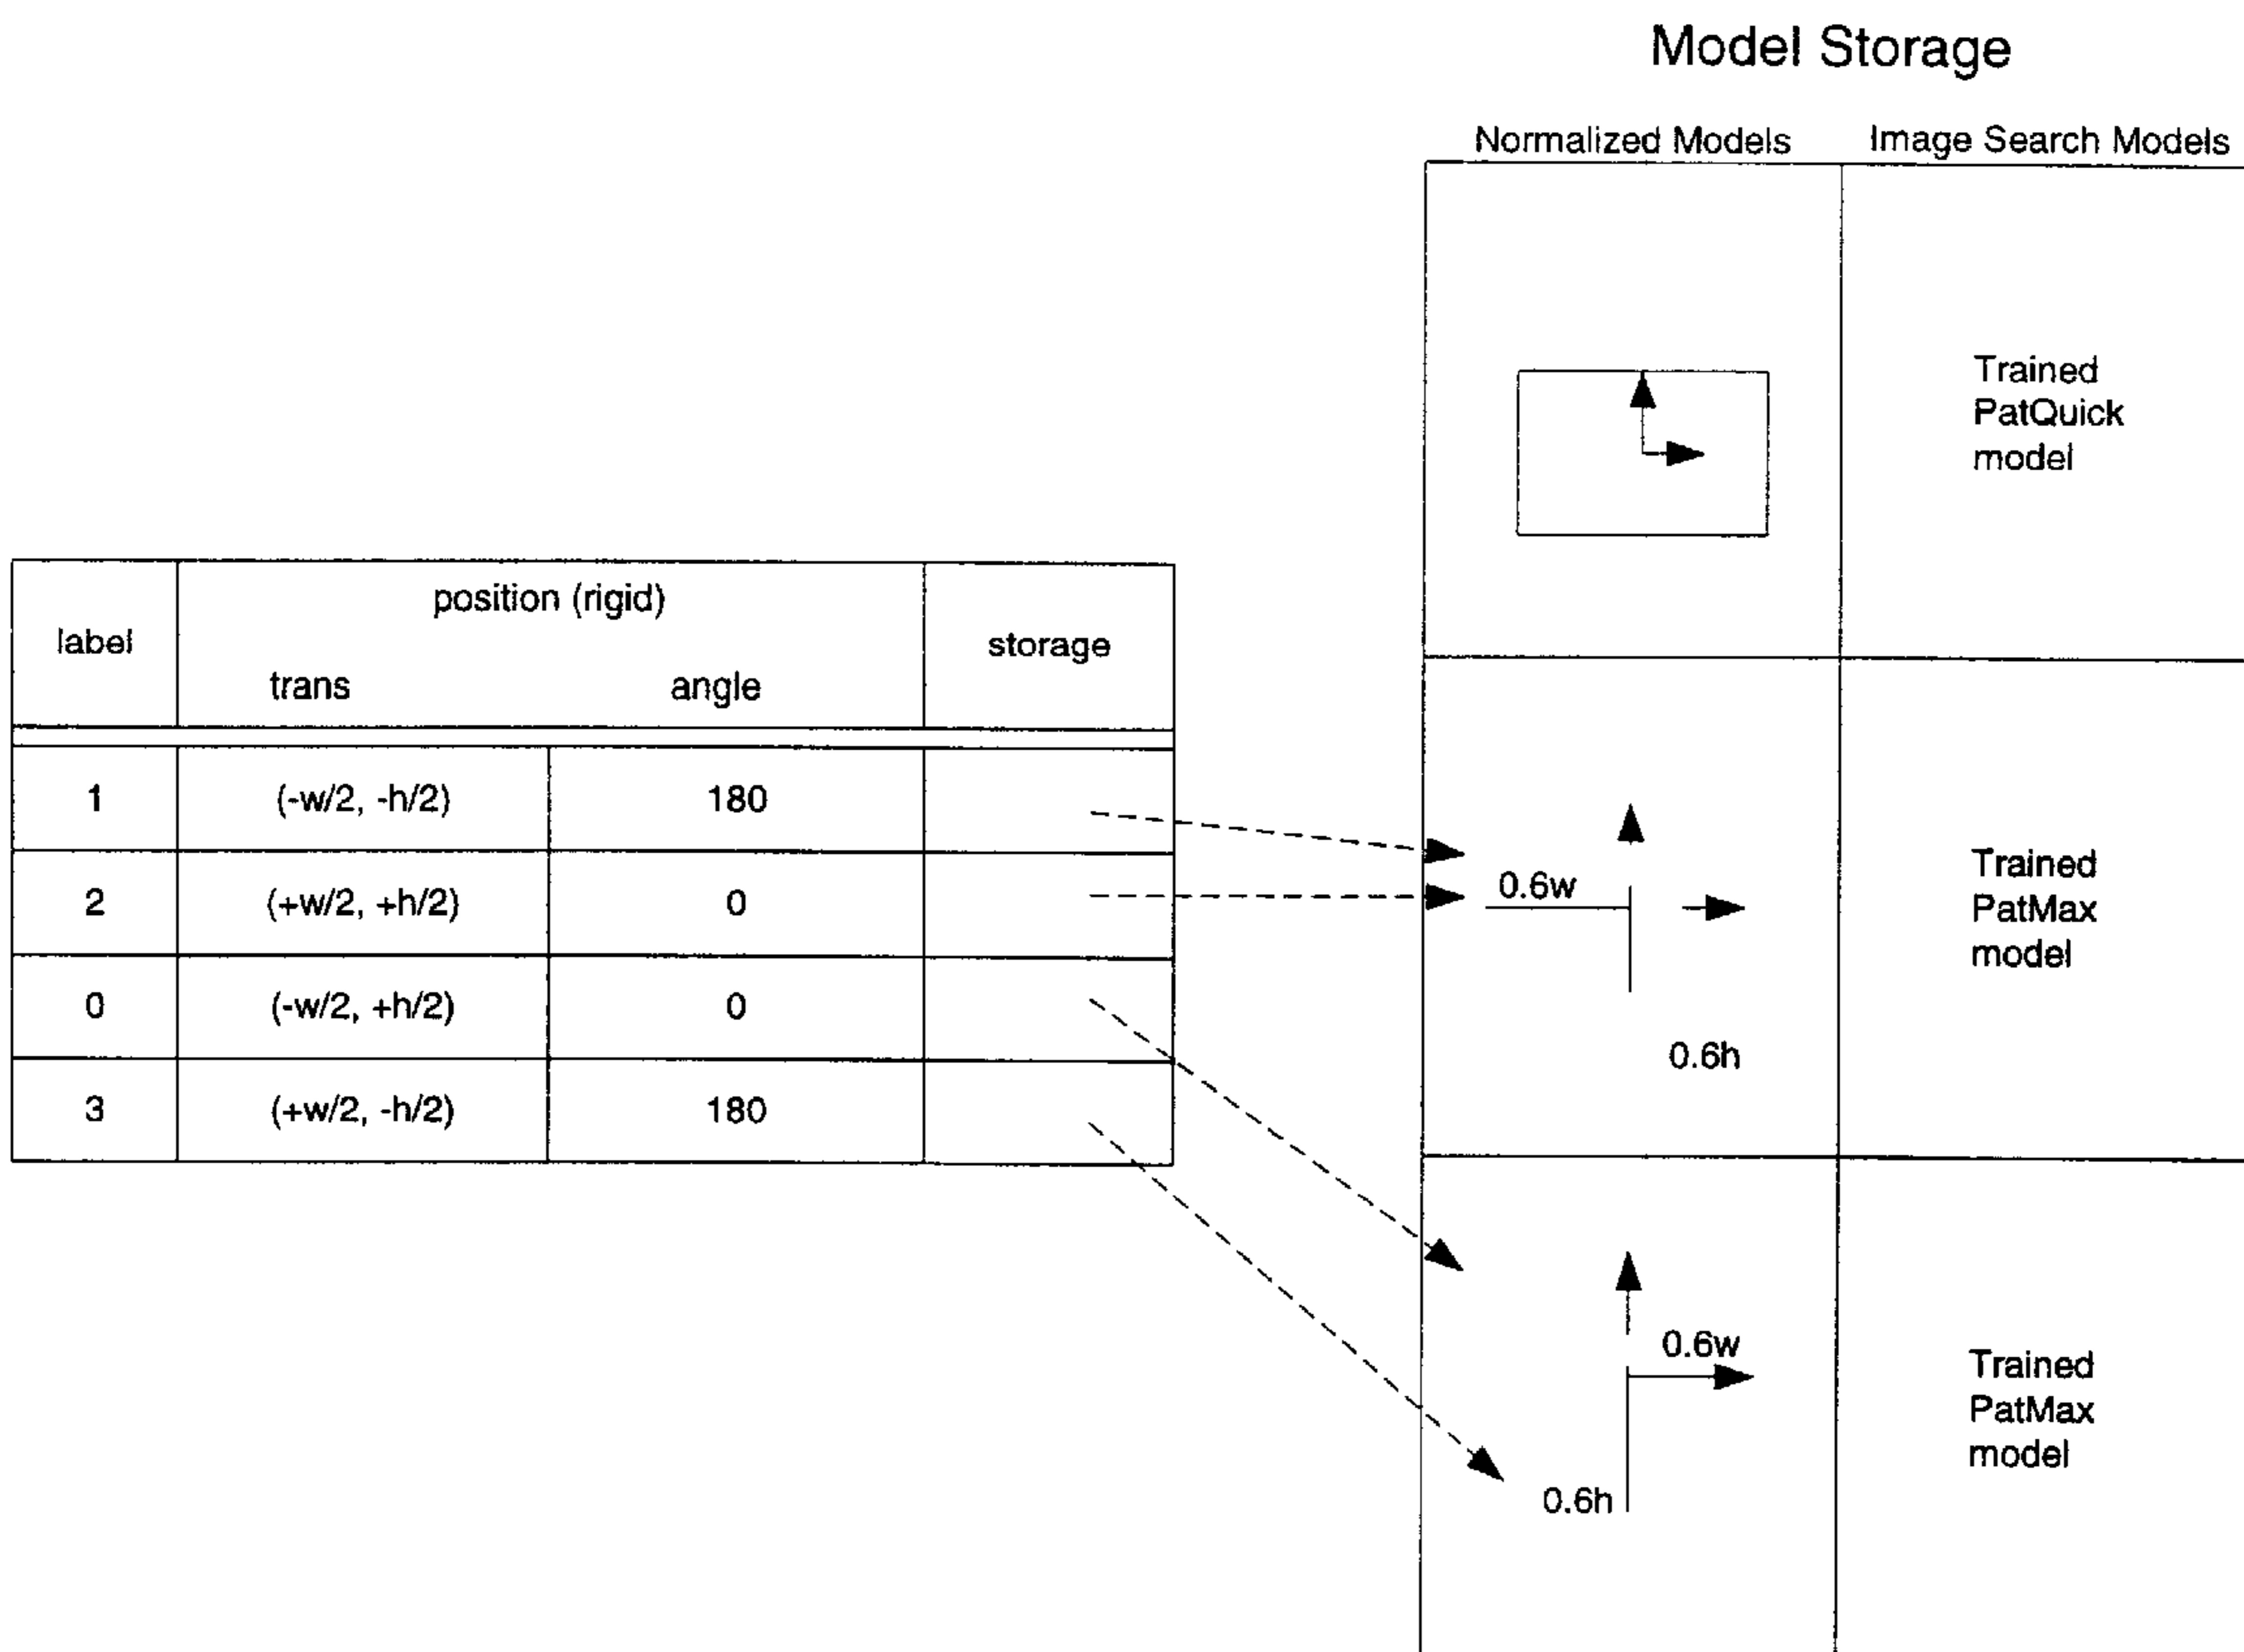 Model Storage
Normalized Models Image Search Models
Trained
PatQuick
model
label position (rigid) storage
trans angle
1 (-w/2, -h/2) 180
2 (+w/2, +h/2) 0
0 (-w/2, +h/2) 0
3 (+w/2, -h/2) 180
0.6w
0.6h
Trained
PatMax
model
0.6w
0.6h
Trained
PatMax
model